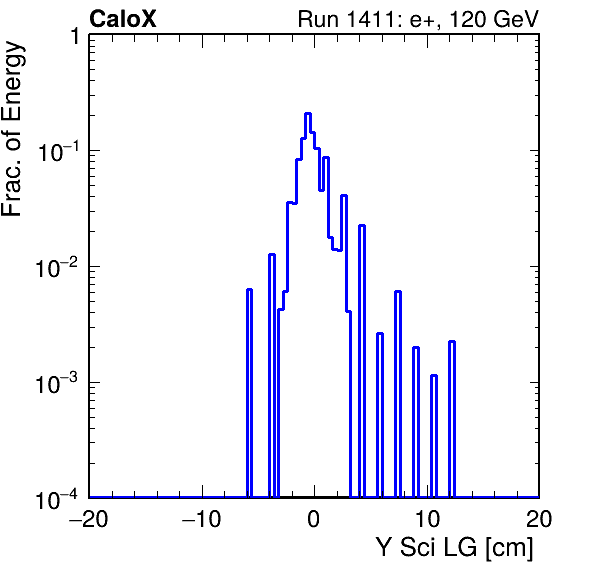 CaloX Run 1411: e+, 120 GeV
Frac. of Energy
1
10⁻¹
10⁻²
10⁻³
10⁻⁴
−20 −10 0 10 20
Y Sci LG [cm]